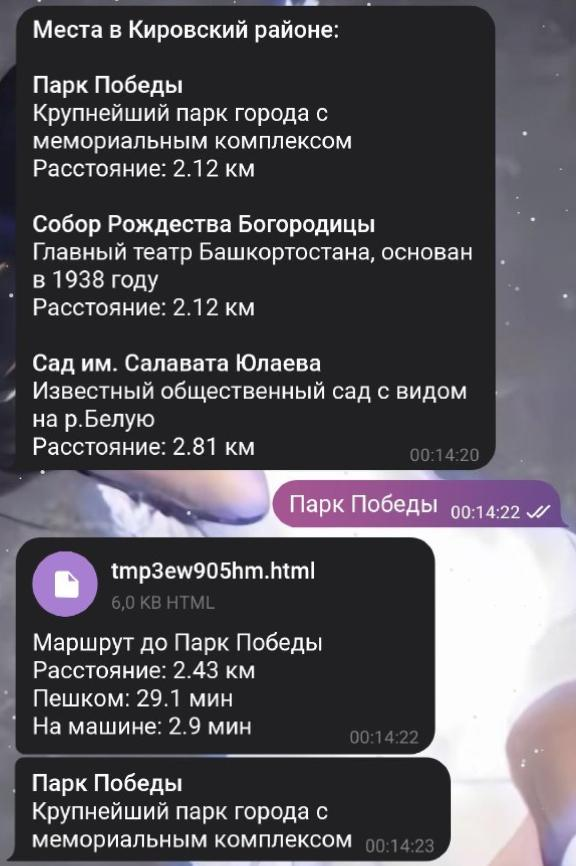 Места в Кировский районе:
Парк Победы
Крупнейший парк города с
мемориальным комплексом
Расстояние: 2.12 км
Собор Рождества Богородицы
Главный театр Башкортостана, основан
в 1938 году
Расстояние: 2.12 км
Сад им. Салавата Юлаева
Известный общественный сад с видом
на р.Белую
Расстояние: 2.81 км
00:14:20
Парк Победы 00:14:22
tmp3ew905hm.html
6,0 KB HTML
Маршрут до Парк Победы
Расстояние: 2.43 км
Пешком: 29.1 мин
На машине: 2.9 мин
00:14:22
Парк Победы
Крупнейший парк города с
мемориальным комплексом 00:14:23